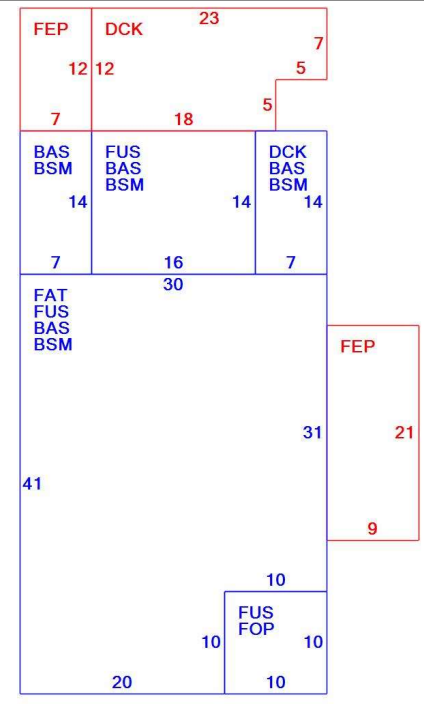 23
FEP DCK
7
12 12
5
5
7 18
BAS FUS DCK
BSM BAS BAS
BSM BSM
14 14 14
7 16 7
30
FAT
FUS
BAS
BSM
FEP
31 21
41
9
10
FUS
FOP
10 10
20 10